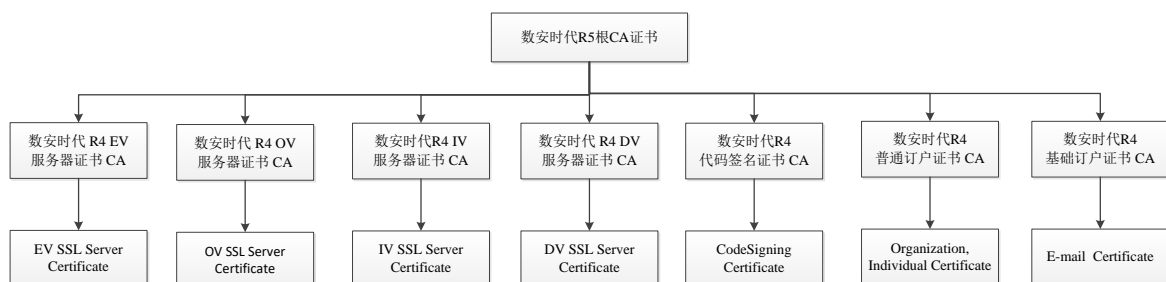 数安时代R5根CA证书
数安时代 R4 EV
服务器证书 CA
数安时代 R4 OV
服务器证书 CA
数安时代R4 IV
服务器证书 CA
数安时代 R4 DV
服务器证书 CA
数安时代R4
代码签名证书 CA
数安时代R4
普通订户证书 CA
数安时代R4
基础订户证书 CA
EV SSL Server
Certificate
OV SSL Server
Certificate
IV SSL Server
Certificate
DV SSL Server
Certificate
CodeSigning
Certificate
Organization,
Individual Certificate
E-mail Certificate